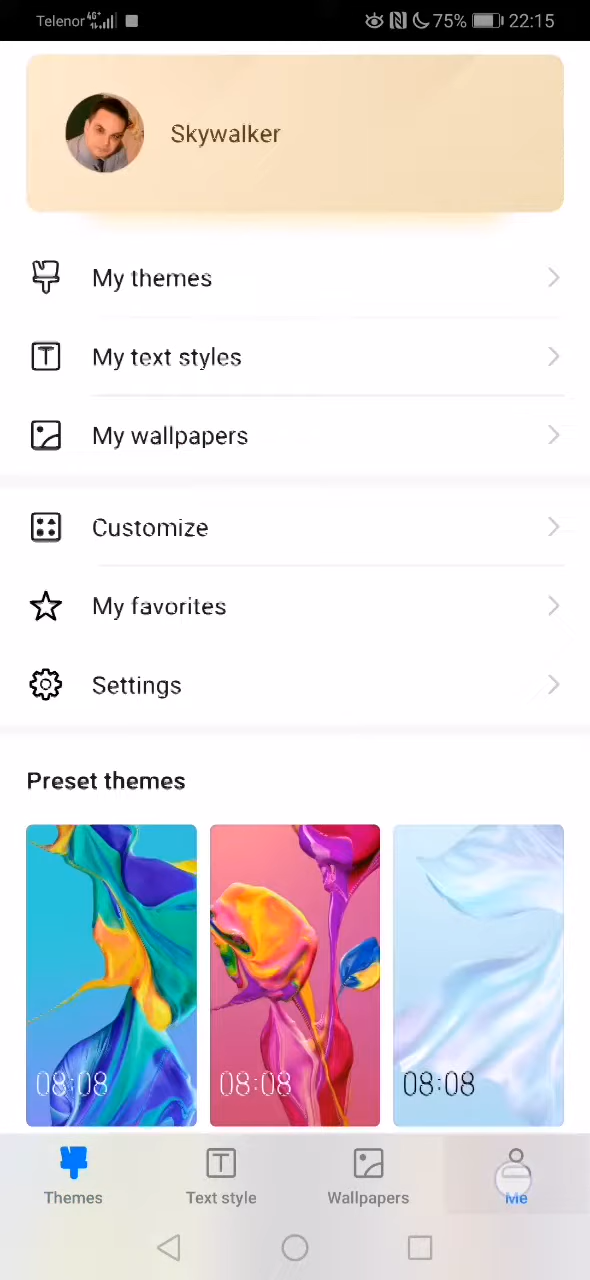 Telenor 4G+ 75% 22:15
Skywalker
My themes
My text styles
My wallpapers
Customize
My favorites
Settings
Preset themes
08:08 08:08 08:08
Themes Text style Wallpapers Me